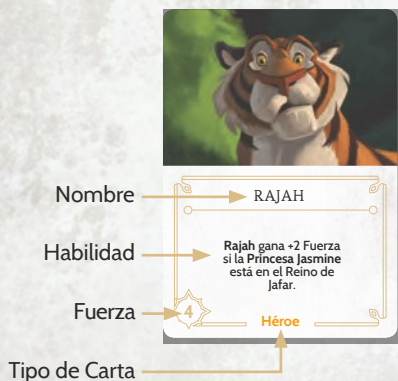 Nombre
RAJAH
Habilidad
Rajah gana +2 Fuerza
si la Princesa Jasmine
está en el Reino de
Jafar.
Fuerza
4
Héroe
Tipo de Carta